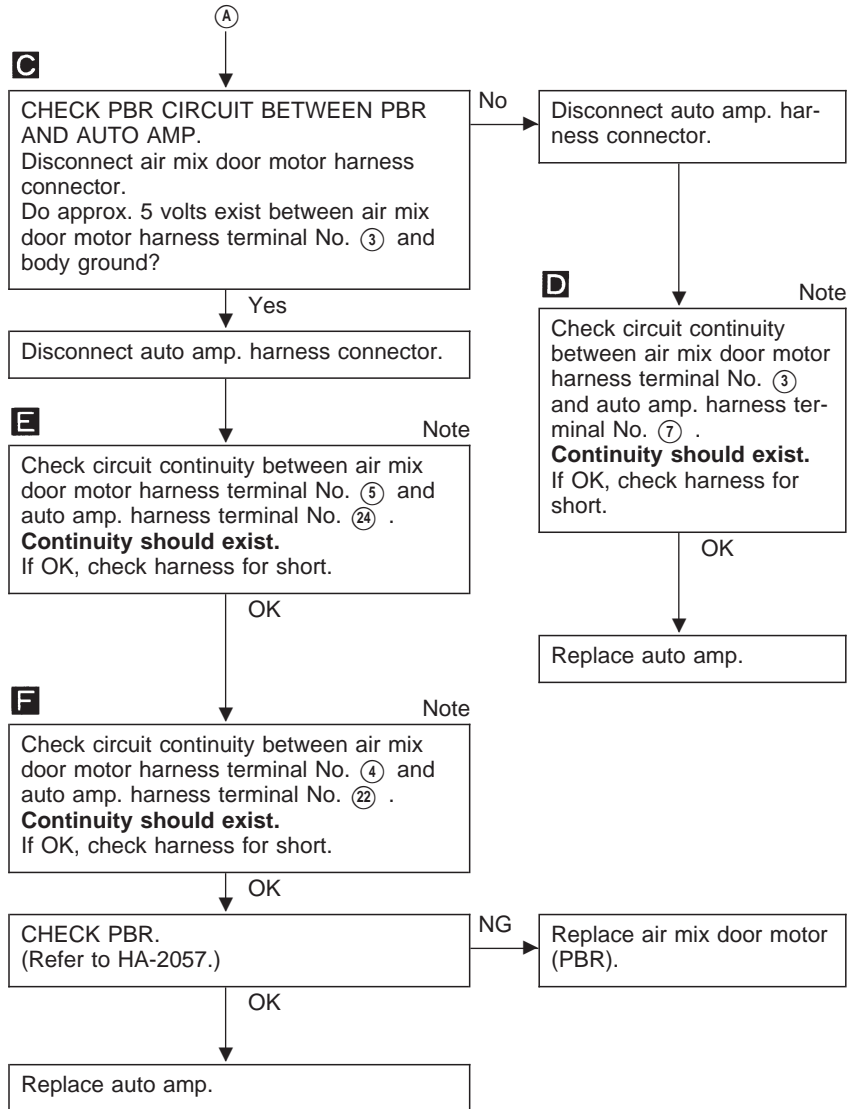 Ⓐ
C
CHECK PBR CIRCUIT BETWEEN PBR
AND AUTO AMP.
Disconnect air mix door motor harness
connector.
Do approx. 5 volts exist between air mix
door motor harness terminal No. ③ and
body ground?
No
Disconnect auto amp. har-
ness connector.
Yes
Disconnect auto amp. harness connector.
D
Note
Check circuit continuity
between air mix door motor
harness terminal No. ③
and auto amp. harness ter-
minal No. ⑦ .
Continuity should exist.
If OK, check harness for
short.
OK
Replace auto amp.
E
Note
Check circuit continuity between air mix
door motor harness terminal No. ⑤ and
auto amp. harness terminal No. ㉔ .
Continuity should exist.
If OK, check harness for short.
OK
F
Note
Check circuit continuity between air mix
door motor harness terminal No. ④ and
auto amp. harness terminal No. ㉒ .
Continuity should exist.
If OK, check harness for short.
OK
CHECK PBR.
(Refer to HA-2057.)
NG
Replace air mix door motor
(PBR).
OK
Replace auto amp.